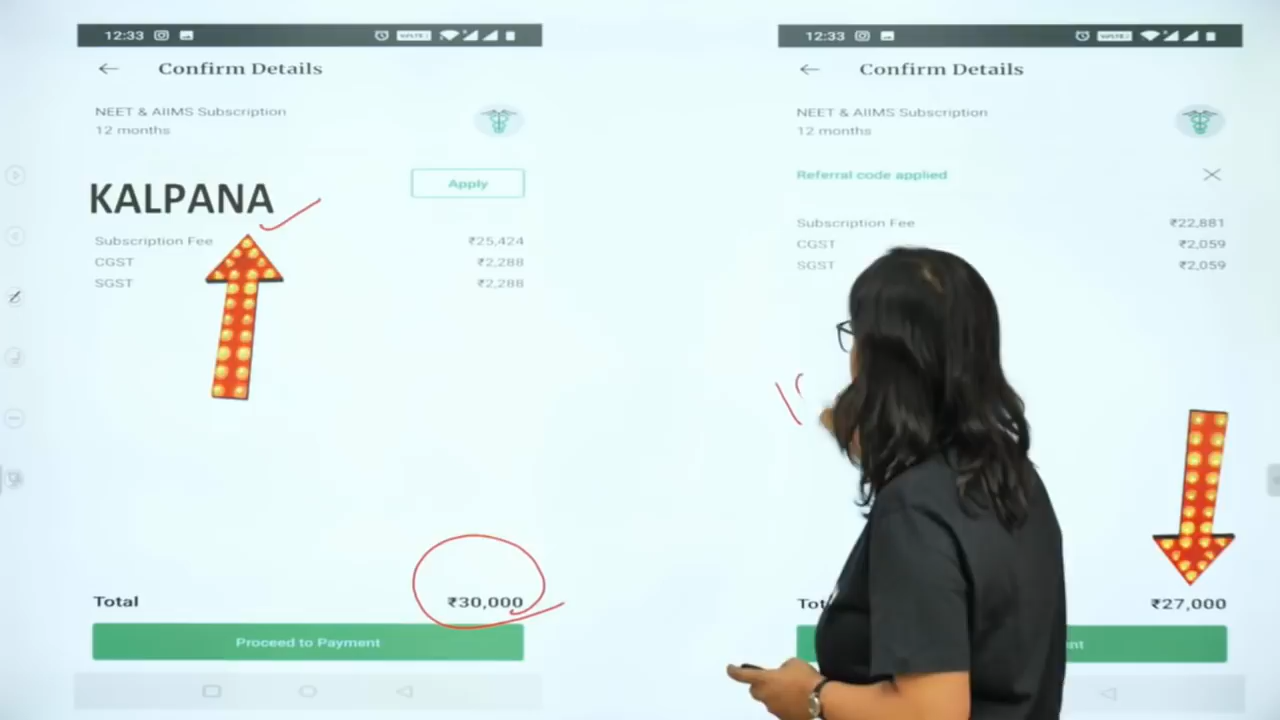 12:33
Confirm Details
NEET & AIIMS Subscription
12 months
KALPANA
Apply
Subscription Fee ₹25,424
CGST ₹2,288
SGST ₹2,288
Total ₹30,000
Proceed to Payment
12:33
Confirm Details
NEET & AIIMS Subscription
12 months
Referral code applied
Subscription Fee ₹22,881
CGST ₹2,059
SGST ₹2,059
₹27,000